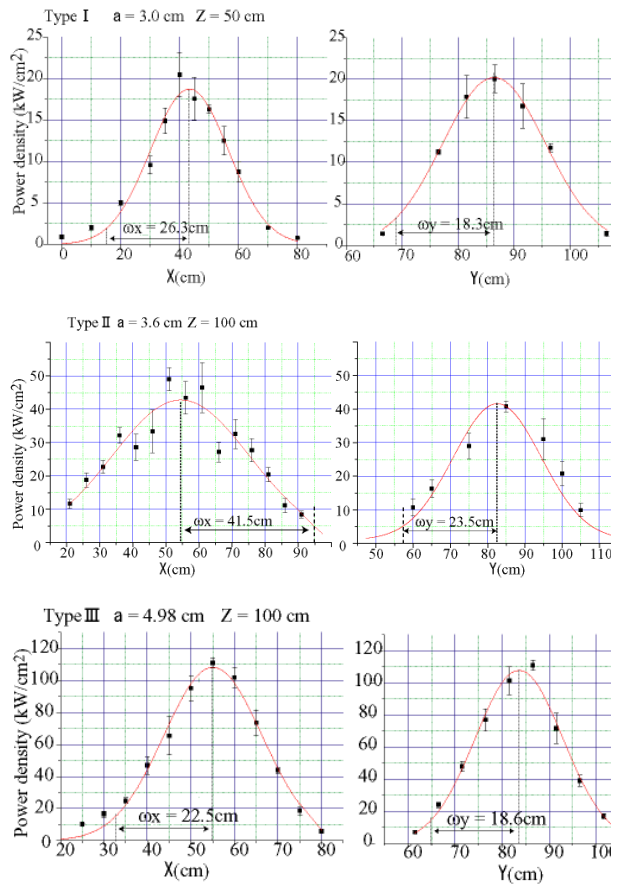 Type Ⅰ a = 3.0 cm Z = 50 cm
Power density (kW/cm²)
25
20
15
10
5
0
ωx = 26.3cm
0 20 40 60 80
X(cm)
25
20
15
10
5
0
ωy = 18.3cm
60 80 100
Y(cm)
Type Ⅱ a = 3.6 cm Z = 100 cm
Power density (kW/cm²)
50
40
30
20
10
0
ωx = 41.5cm
20 30 40 50 60 70 80 90
X(cm)
50
40
30
20
10
0
ωy = 23.5cm
50 60 70 80 90 100 110
Y(cm)
Type Ⅲ a = 4.98 cm Z = 100 cm
Power density (kW/cm²)
120
100
80
60
40
20
0
ωx = 22.5cm
20 30 40 50 60 70 80
X(cm)
120
100
80
60
40
20
0
ωy = 18.6cm
60 80 100
Y(cm)